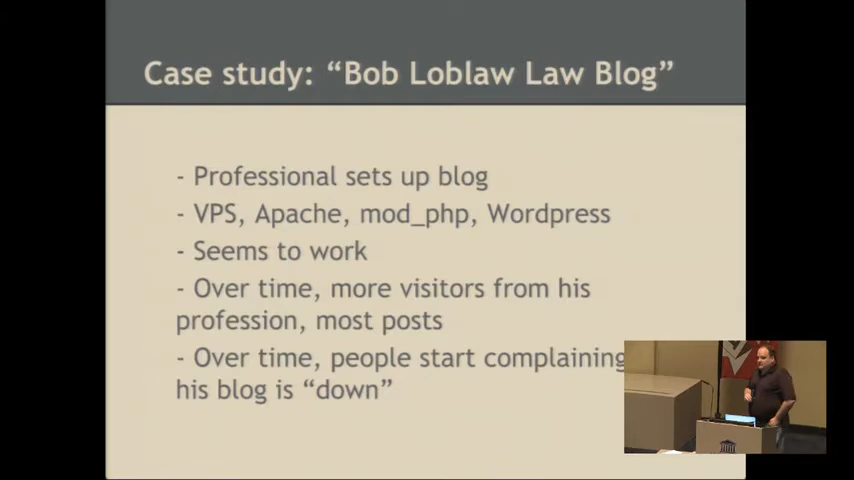 Case study: “Bob Loblaw Law Blog”
- Professional sets up blog
- VPS, Apache, mod_php, Wordpress
- Seems to work
- Over time, more visitors from his
profession, most posts
- Over time, people start complaining
his blog is “down”